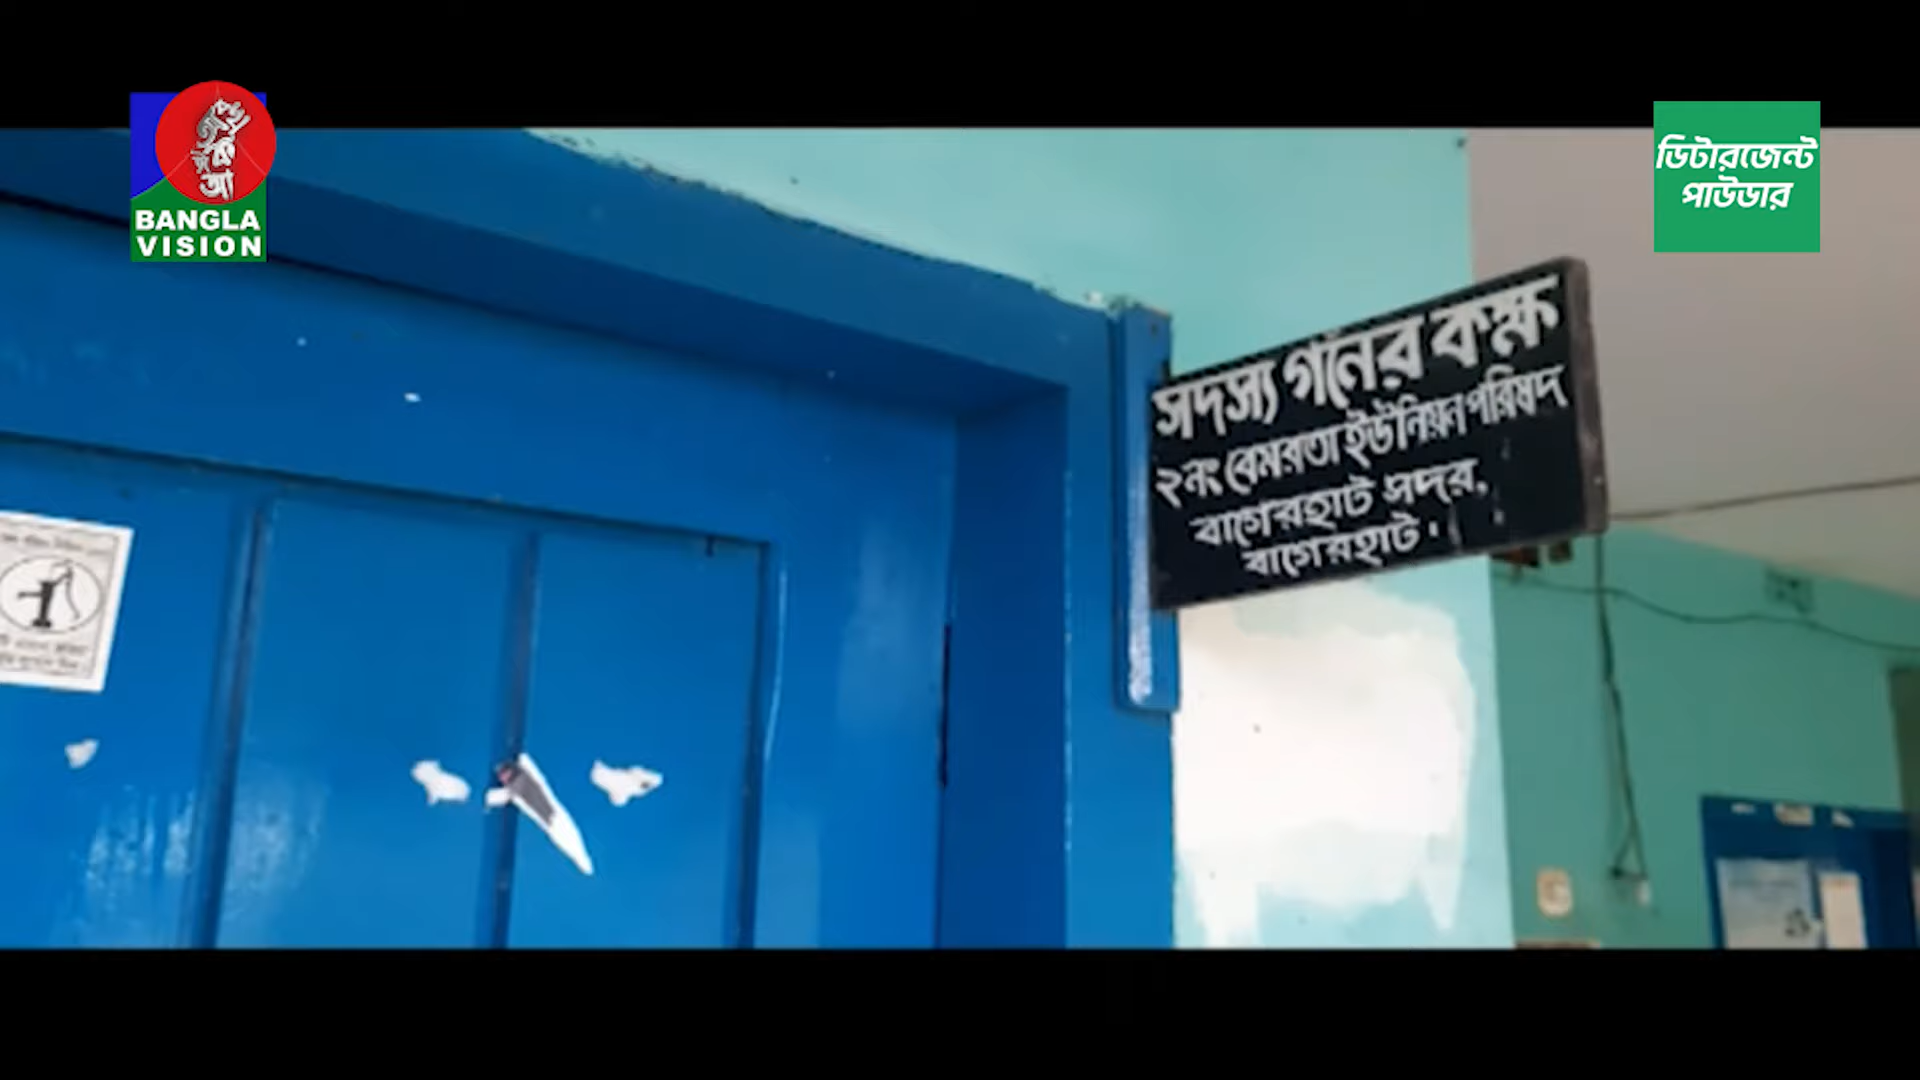 BANGLA
VISION
ডিটারজেন্ট
পাউডার
সদস্য গনের কক্ষ
২নং বেমরতা ইউনিয়ন পরিষদ
বাগেরহাট সদর,
বাগেরহাট।